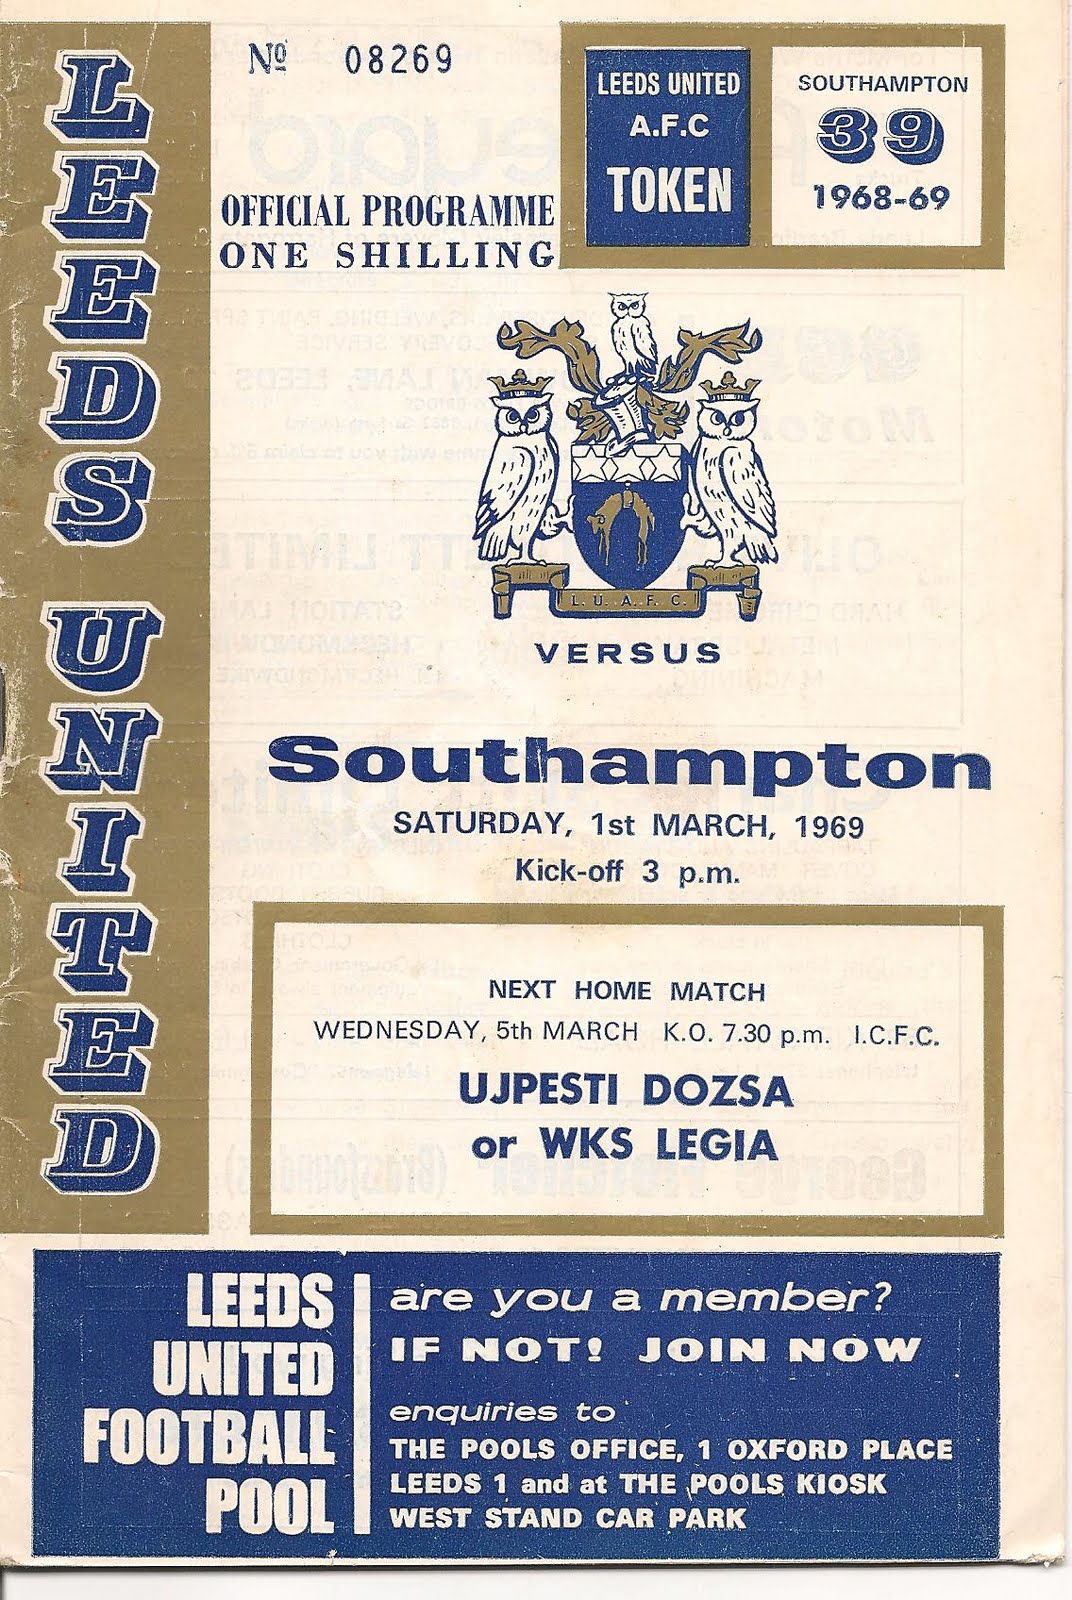 LEEDS UNITED
Nº 08269
OFFICIAL PROGRAMME
ONE SHILLING
LEEDS UNITED
A.F.C
TOKEN
SOUTHAMPTON
39
1968-69
L.U.A.F.C.
VERSUS
Southampton
SATURDAY, 1st MARCH, 1969
Kick-off 3 p.m.
NEXT HOME MATCH
WEDNESDAY, 5th MARCH K.O. 7.30 p.m. I.C.F.C.
UJPESTI DOZSA
or WKS LEGIA
LEEDS
UNITED
FOOTBALL
POOL
are you a member?
IF NOT! JOIN NOW
enquiries to
THE POOLS OFFICE, 1 OXFORD PLACE
LEEDS 1 and at THE POOLS KIOSK
WEST STAND CAR PARK